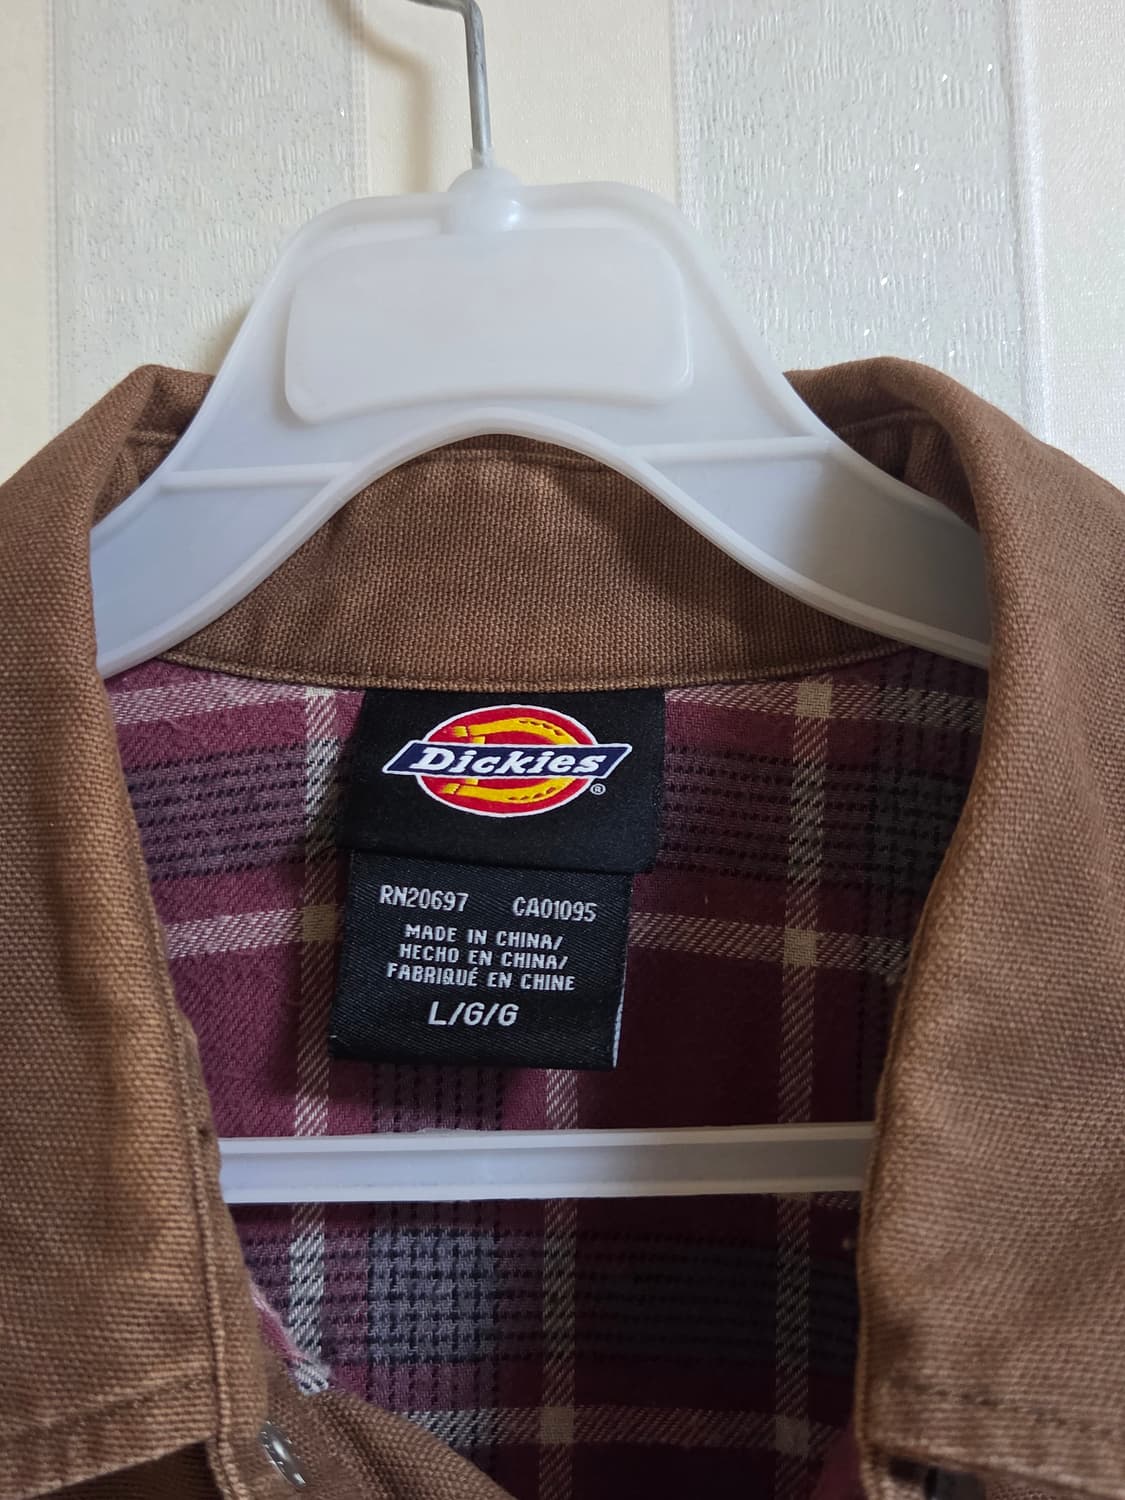 Dickies®
RN20697 CA01095
MADE IN CHINA/
HECHO EN CHINA/
FABRIQUÉ EN CHINE
L/G/G